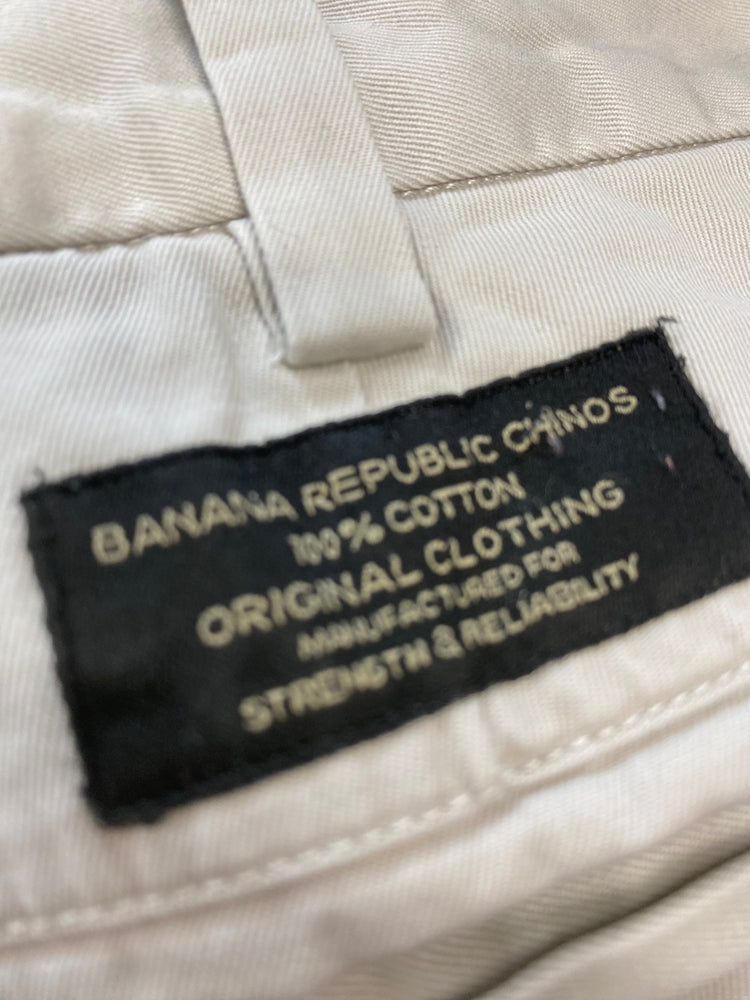 BANANA REPUBLIC CHINOS
100% COTTON
ORIGINAL CLOTHING
MANUFACTURED FOR
STRENGTH & RELIABILITY